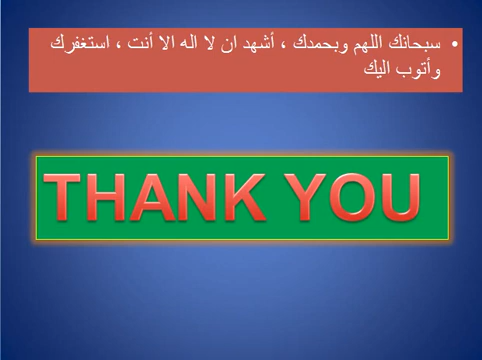 • سبحانك اللهم وبحمدك ، أشهد ان لا اله الا أنت ، استغفرك
وأتوب اليك
THANK YOU